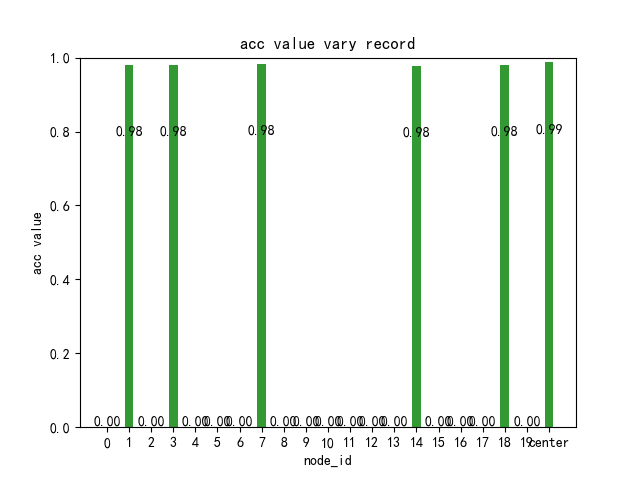 acc value vary record
acc value
1.0
0.8
0.6
0.4
0.2
0.0
0.98 0.98 0.98 0.98 0.98 0.99
0.00 0.00 0.00 0.00 0.00 0.00 0.00 0.00 0.00 0.00 0.00 0.00 0.00 0.00 0.00
0 1 2 3 4 5 6 7 8 9 10 11 12 13 14 15 16 17 18 19 center
node_id